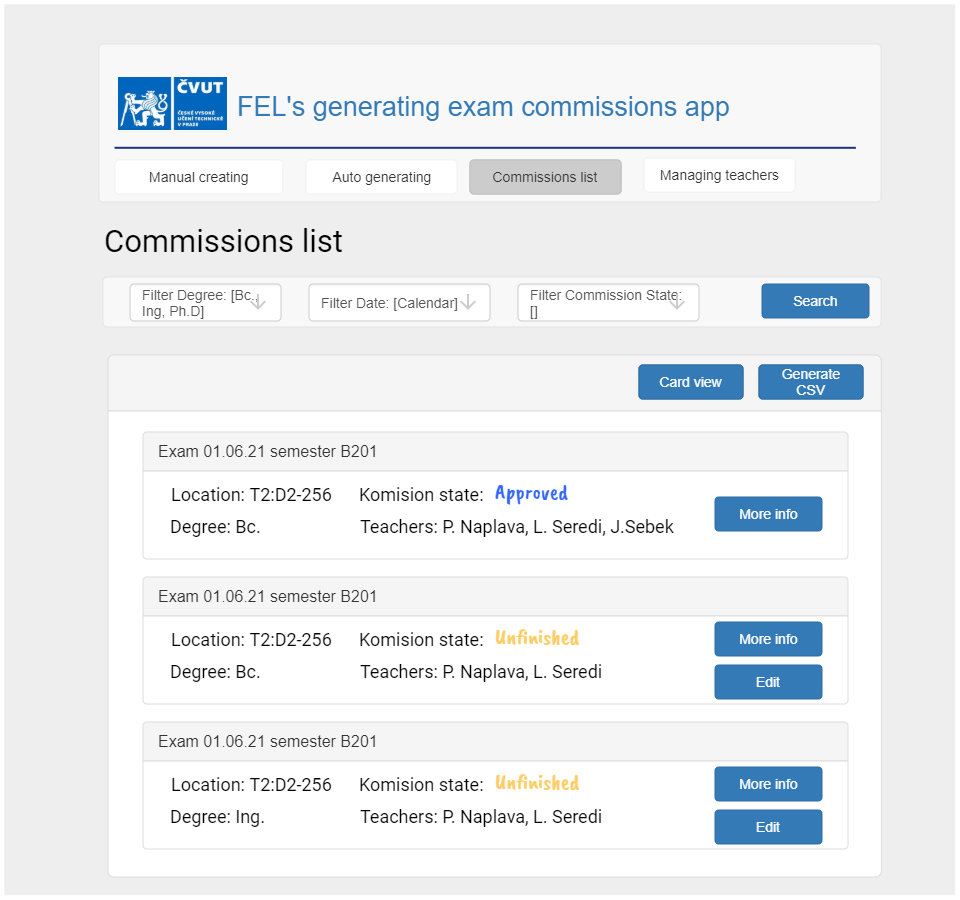 ČVUT
ČESKÉ VYSOKÉ
UČENÍ TECHNICKÉ
V PRAZE
FEL's generating exam commissions app
Manual creating
Auto generating
Commissions list
Managing teachers
Commissions list
Filter Degree: [Bc.,
Ing, Ph.D]
Filter Date: [Calendar]
Filter Commission State:
[]
Search
Card view
Generate
CSV
Exam 01.06.21 semester B201
Location: T2:D2-256
Komision state: Approved
Degree: Bc.
Teachers: P. Naplava, L. Seredi, J.Sebek
More info
Exam 01.06.21 semester B201
Location: T2:D2-256
Komision state: Unfinished
Degree: Bc.
Teachers: P. Naplava, L. Seredi
More info
Edit
Exam 01.06.21 semester B201
Location: T2:D2-256
Komision state: Unfinished
Degree: Ing.
Teachers: P. Naplava, L. Seredi
More info
Edit